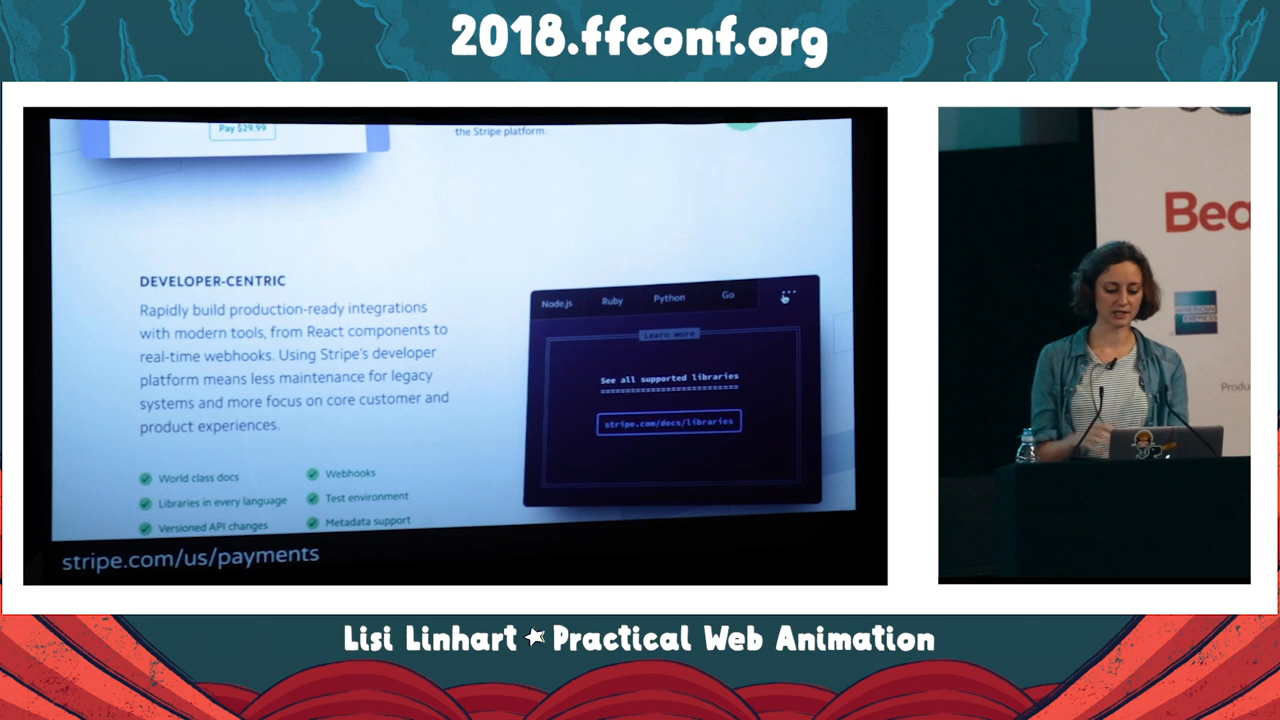 2018.ffconf.org
Pay $29.99
the Stripe platform.
DEVELOPER-CENTRIC
Rapidly build production-ready integrations
with modern tools, from React components to
real-time webhooks. Using Stripe's developer
platform means less maintenance for legacy
systems and more focus on core customer and
product experiences.
World class docs
Webhooks
Libraries in every language
Test environment
Versioned API changes
Metadata support
Node.js Ruby Python Go
Learn more
See all supported libraries
===========================
stripe.com/docs/libraries
stripe.com/us/payments
Bea
AMERICAN
EXPRESS
Produ
Lisi Linhart Practical Web Animation